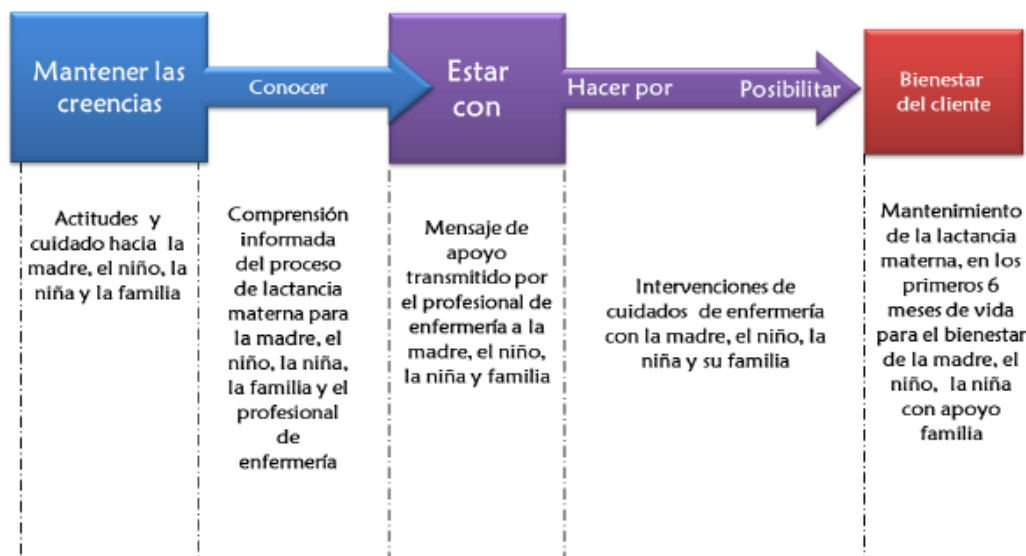 Mantener las
creencias
Conocer
Estar
con
Hacer por
Posibilitar
Bienestar
del cliente
Actitudes y
cuidado hacia la
madre, el niño, la
niña y la familia
Comprensión
informada
del proceso
de lactancia
materna para
la madre, el
niño, la niña,
la familia y el
profesional
de
enfermería
Mensaje de
apoyo
transmitido por
el profesional de
enfermería a la
madre, el niño,
la niña y familia
Intervenciones de
cuidados de enfermería
con la madre, el niño, la
niña y su familia
Mantenimiento
de la lactancia
materna, en los
primeros 6
meses de vida
para el bienestar
de la madre, el
niño, la niña
con apoyo
familia